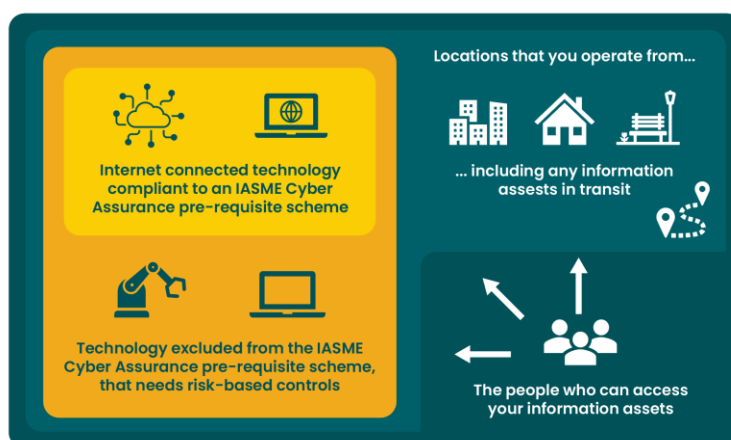 Internet connected technology
compliant to an IASME Cyber
Assurance pre-requisite scheme
Technology excluded from the IASME
Cyber Assurance pre-requisite scheme,
that needs risk-based controls
Locations that you operate from...
... including any information
assests in transit
The people who can access
your information assets